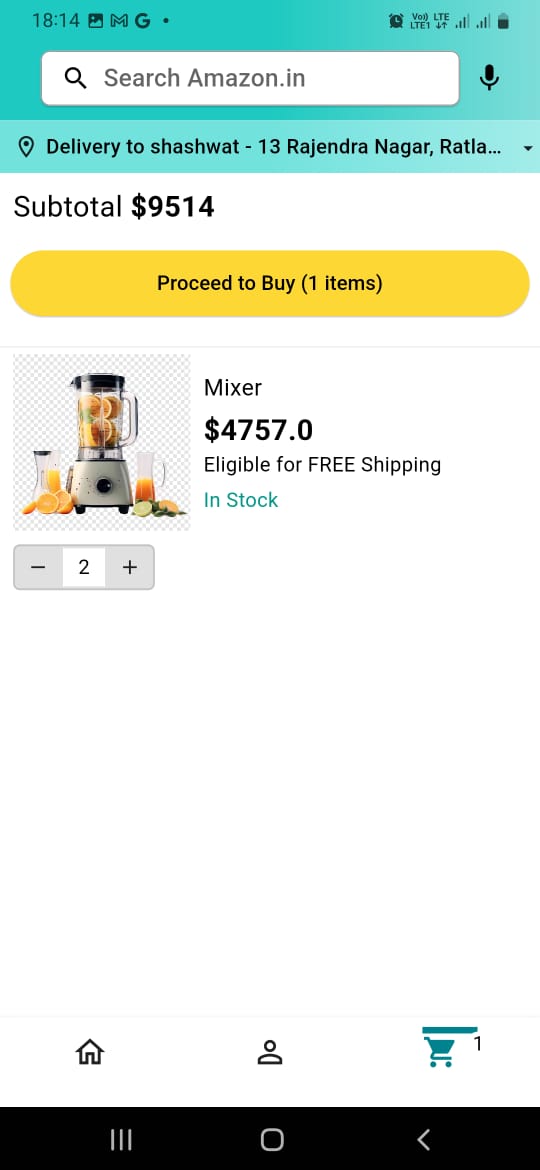 18:14
Vo) LTE
LTE1
Search Amazon.in
Delivery to shashwat - 13 Rajendra Nagar, Ratla...
Subtotal $9514
Proceed to Buy (1 items)
Mixer
$4757.0
Eligible for FREE Shipping
In Stock
− 2 +
1